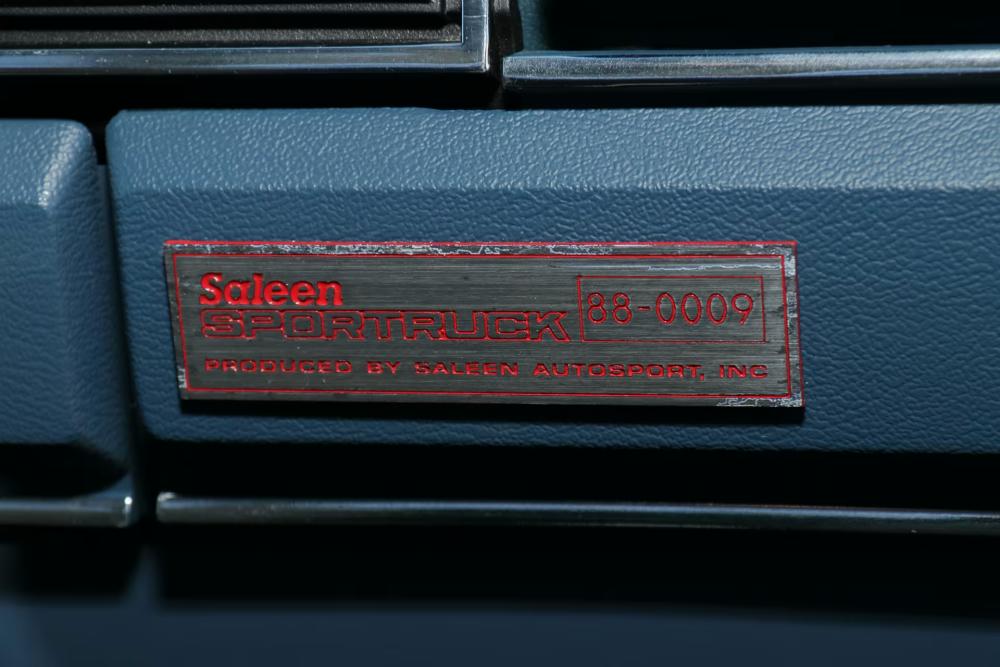 Saleen
SPORTRUCK 88-0009
PRODUCED BY SALEEN AUTOSPORT, INC